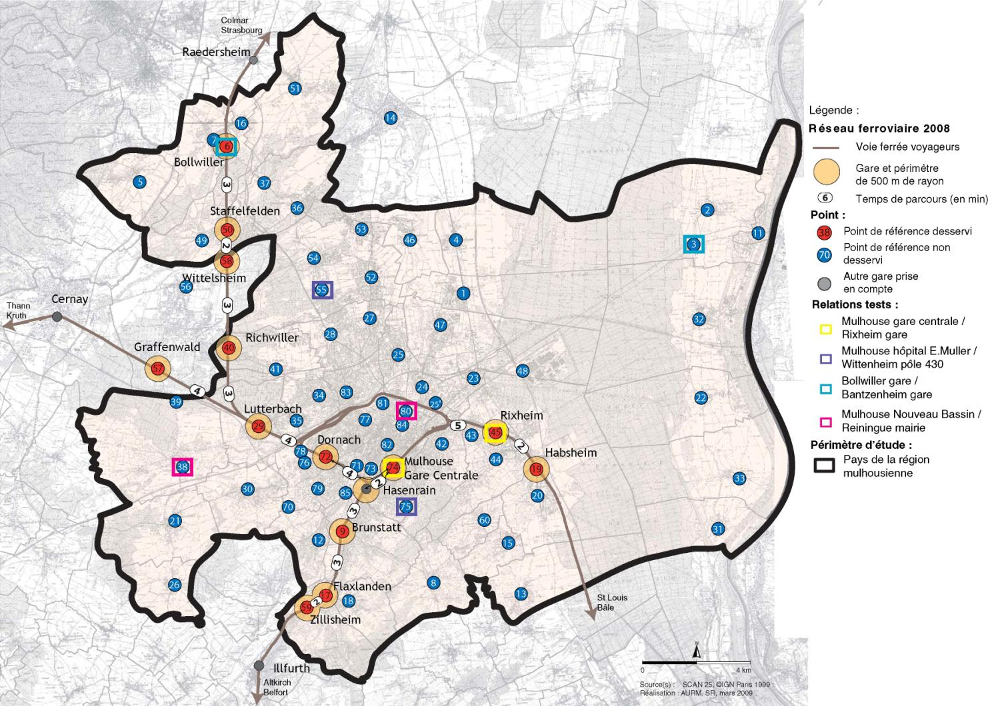 Colmar
Strasbourg
Raedersheim
51
14
16
7
6
Bollwiller
5
37
3
36
Staffelfelden
50
49
2
58
Wittelsheim
56
53
46
4
54
52
55
1
2
11
3
Cernay
Thann
Kruth
3
27
28
47
32
Richwiller
40
Graffenwald
57
41
25
23
48
4
3
39
34
83
24
81
25'
80
22
Lutterbach
29
35
77
84
5
Rixheim
45
43
4
Dornach
78
76
72
82
42
2
Habsheim
44
19
38
71
73
74
Mulhouse
Gare Centrale
4
2
33
30
79
85
Hasenrain
20
70
75
3
21
60
31
Brunstatt
9
12
15
3
26
Flaxlanden
17
18
8
13
59
2
Zillisheim
St Louis
Bâle
Illfurth
Altkirch
Belfort
Légende :
Réseau ferroviaire 2008
Voie ferrée voyageurs
Gare et périmètre
de 500 m de rayon
6 Temps de parcours (en min)
Point :
38 Point de référence desservi
70 Point de référence non
desservi
Autre gare prise
en compte
Relations tests :
Mulhouse gare centrale /
Rixheim gare
Mulhouse hôpital E.Muller /
Wittenheim pôle 430
Bollwiller gare /
Bantzenheim gare
Mulhouse Nouveau Bassin /
Reiningue mairie
Périmètre d'étude :
Pays de la région
mulhousienne
N
0 4 km
Source(s) : SCAN 25, ©IGN Paris 1999 ;
Réalisation : AURM, SR, mars 2009